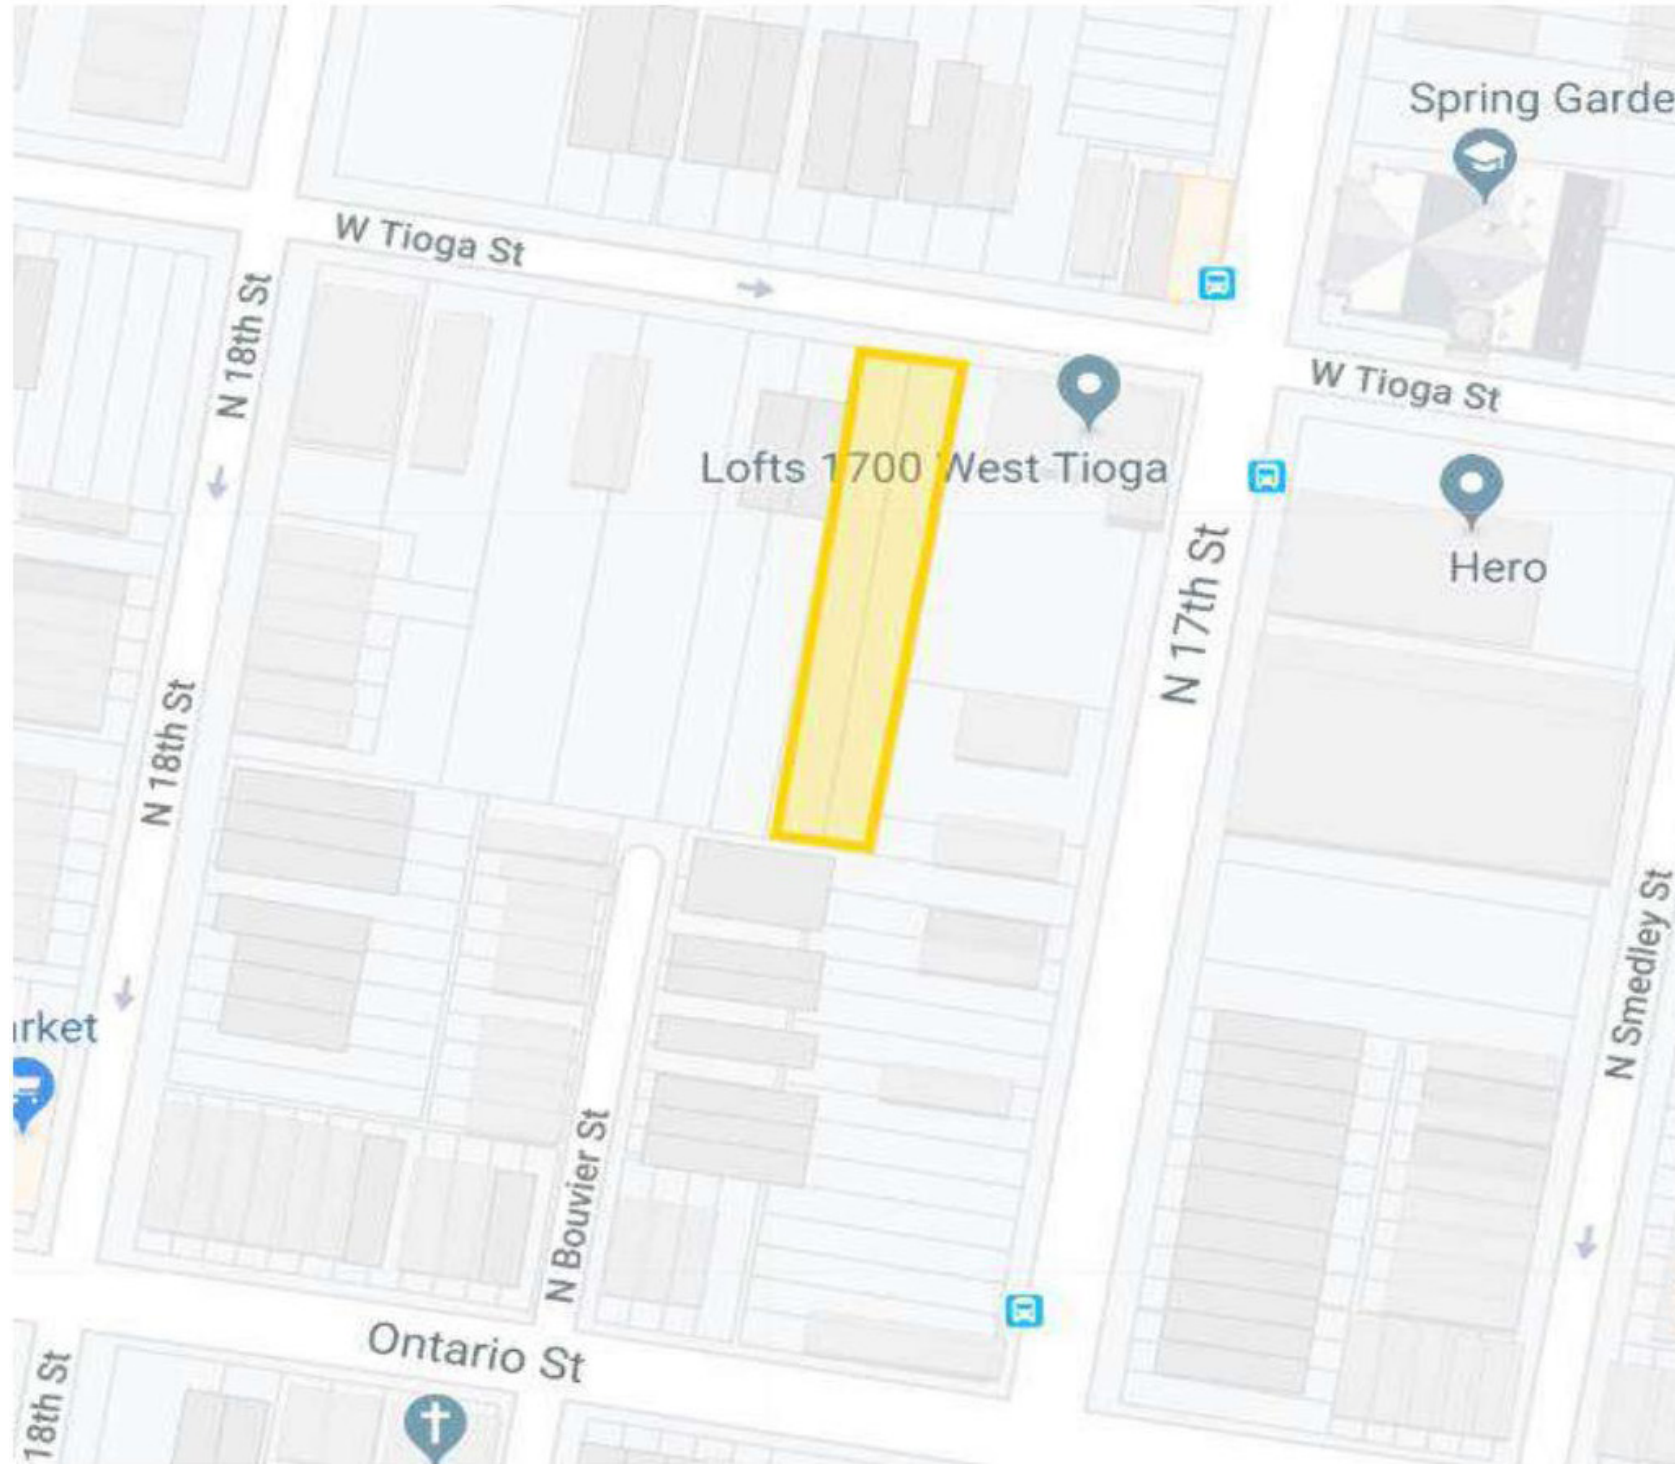 Spring Garde
W Tioga St
N 18th St
W Tioga St
Lofts 1700 West Tioga
N 17th St
Hero
N 18th St
N Smedley St
rket
N Bouvier St
Ontario St
18th St